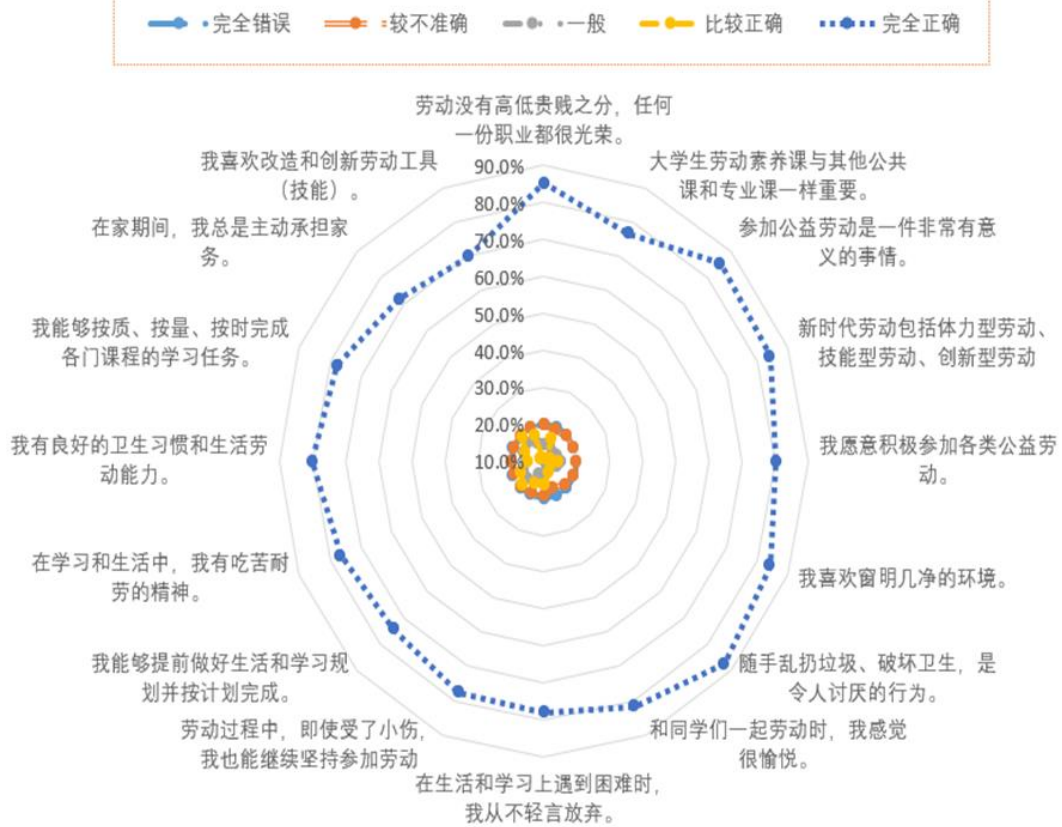 完全错误
较不准确
一般
比较正确
完全正确
劳动没有高低贵贱之分，任何
一份职业都很光荣。
大学生劳动素养课与其他公共
课和专业课一样重要。
参加公益劳动是一件非常有意
义的事情。
新时代劳动包括体力型劳动、
技能型劳动、创新型劳动
我愿意积极参加各类公益劳
动。
我喜欢窗明几净的环境。
随手乱扔垃圾、破坏卫生，是
令人讨厌的行为。
和同学们一起劳动时，我感觉
很愉悦。
在生活和学习上遇到困难时，
我从不轻言放弃。
劳动过程中，即使受了小伤，
我也能继续坚持参加劳动
我能够提前做好生活和学习规
划并按计划完成。
在学习和生活中，我有吃苦耐
劳的精神。
我有良好的卫生习惯和生活劳
动能力。
我能够按质、按量、按时完成
各门课程的学习任务。
在家期间，我总是主动承担家
务。
我喜欢改造和创新劳动工具
（技能）。
90.0%
80.0%
70.0%
60.0%
50.0%
40.0%
30.0%
20.0%
10.0%